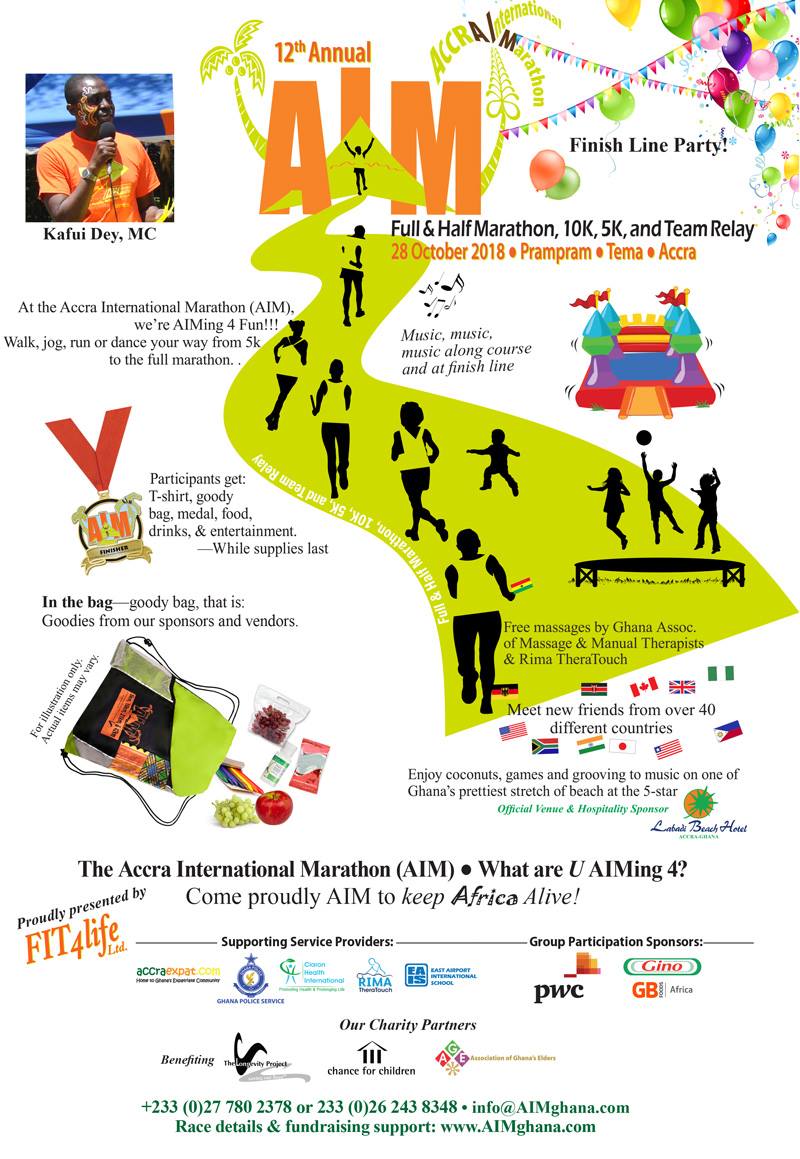 12th Annual
AIM
ACCRA International Marathon
Finish Line Party!
Kafui Dey, MC
Full & Half Marathon, 10K, 5K, and Team Relay
28 October 2018 ● Prampram ● Tema ● Accra
At the Accra International Marathon (AIM),
we're AIMing 4 Fun!!!
Walk, jog, run or dance your way from 5k
to the full marathon. .
Music, music,
music along course
and at finish line
Full & Half Marathon, 10K, 5K, and Team Relay
AIM
FINISHER
Participants get:
T-shirt, goody
bag, medal, food,
drinks, & entertainment.
—While supplies last
In the bag—goody bag, that is:
Goodies from our sponsors and vendors.
For illustration only.
Actual items may vary.
Free massages by Ghana Assoc.
of Massage & Manual Therapists
& Rima TheraTouch
Meet new friends from over 40
different countries
Enjoy coconuts, games and grooving to music on one of
Ghana's prettiest stretch of beach at the 5-star
Official Venue & Hospitality Sponsor
Labadi Beach Hotel
ACCRA-GHANA
The Accra International Marathon (AIM) ● What are U AIMing 4?
Come proudly AIM to keep Africa Alive!
Proudly presented by
FIT4life Ltd.
Supporting Service Providers:
Group Participation Sponsors:
accraexpat.com
Home to Ghana's Expatriate Community
GHANA POLICE SERVICE
Claron
Health
International
Promoting Health & Prolonging Life
RIMA
TheraTouch
EAIS
EAST AIRPORT
INTERNATIONAL
SCHOOL
pwc
Gino
GB FOODS Africa
Our Charity Partners
Benefiting
The Longevity Project
chance for children
AGE
Association of Ghana's Elders
+233 (0)27 780 2378 or 233 (0)26 243 8348 • info@AIMghana.com
Race details & fundraising support: www.AIMghana.com